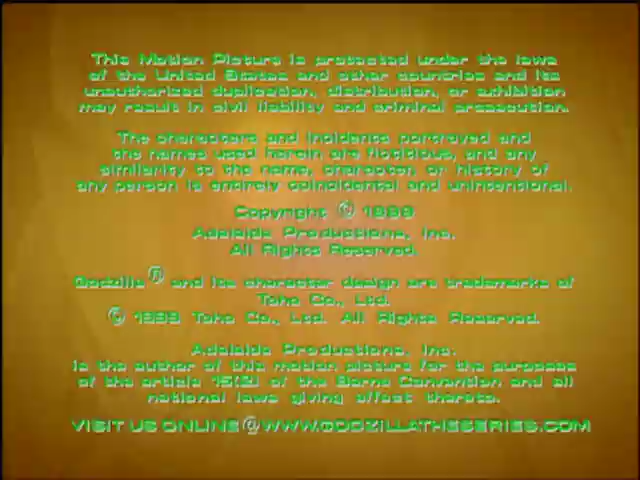 This Motion Picture is protected under the laws
of the United States and other countries and its
unauthorized duplication, distribution, or exhibition
may result in civil liability and criminal prosecution.
The characters and incidents portrayed and
the names used herein are fictitious, and any
similarity to the name, character, or history of
any person is entirely coincidental and unintentional.
Copyright © 1999
Adelaide Productions, Inc.
All Rights Reserved.
Godzilla® and its character design are trademarks of
Toho Co., Ltd.
© 1999 Toho Co., Ltd. All Rights Reserved.
Adelaide Productions, Inc.
is the author of this motion picture for the purposes
of the article 15(2) of the Berne Convention and all
national laws giving effect thereto.
VISIT US ONLINE@WWW.GODZILLATHESERIES.COM